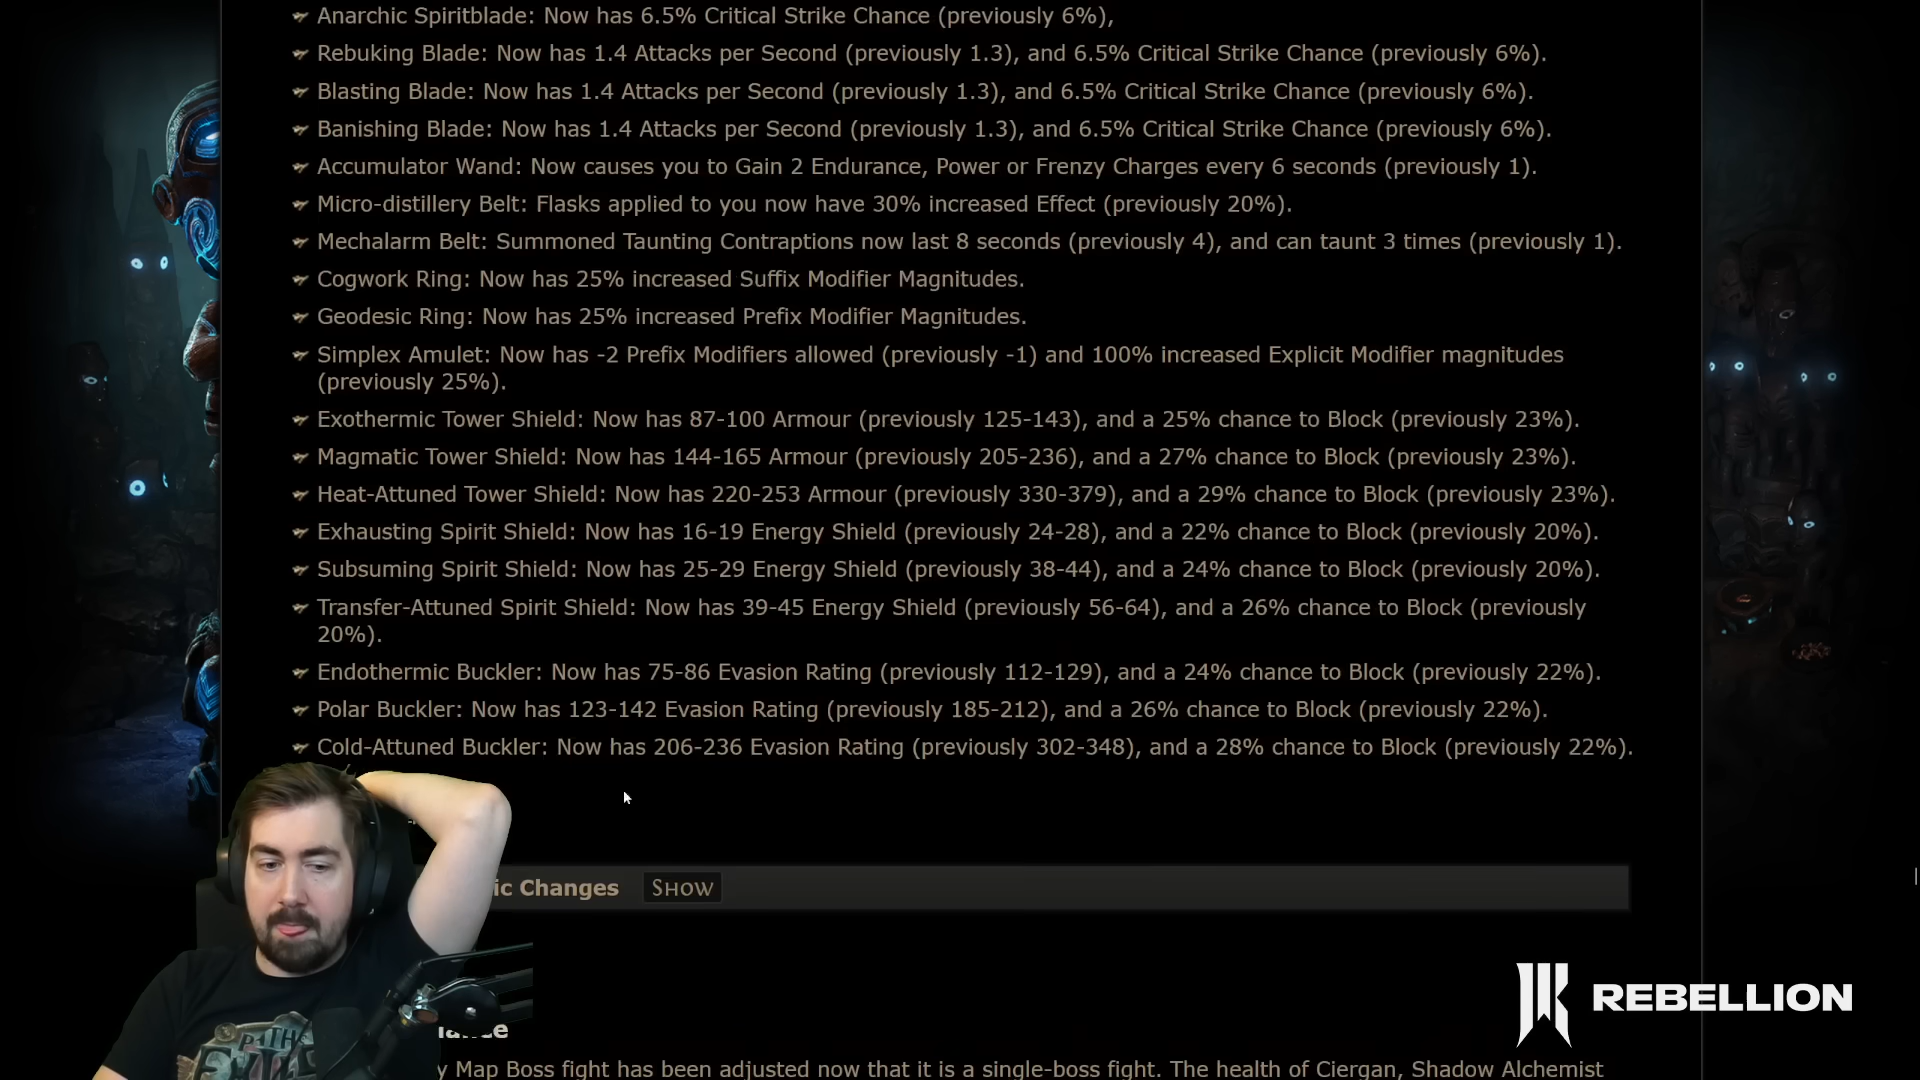 Anarchic Spiritblade: Now has 6.5% Critical Strike Chance (previously 6%),
Rebuking Blade: Now has 1.4 Attacks per Second (previously 1.3), and 6.5% Critical Strike Chance (previously 6%).
Blasting Blade: Now has 1.4 Attacks per Second (previously 1.3), and 6.5% Critical Strike Chance (previously 6%).
Banishing Blade: Now has 1.4 Attacks per Second (previously 1.3), and 6.5% Critical Strike Chance (previously 6%).
Accumulator Wand: Now causes you to Gain 2 Endurance, Power or Frenzy Charges every 6 seconds (previously 1).
Micro-distillery Belt: Flasks applied to you now have 30% increased Effect (previously 20%).
Mechalarm Belt: Summoned Taunting Contraptions now last 8 seconds (previously 4), and can taunt 3 times (previously 1).
Cogwork Ring: Now has 25% increased Suffix Modifier Magnitudes.
Geodesic Ring: Now has 25% increased Prefix Modifier Magnitudes.
Simplex Amulet: Now has -2 Prefix Modifiers allowed (previously -1) and 100% increased Explicit Modifier magnitudes
(previously 25%).
Exothermic Tower Shield: Now has 87-100 Armour (previously 125-143), and a 25% chance to Block (previously 23%).
Magmatic Tower Shield: Now has 144-165 Armour (previously 205-236), and a 27% chance to Block (previously 23%).
Heat-Attuned Tower Shield: Now has 220-253 Armour (previously 330-379), and a 29% chance to Block (previously 23%).
Exhausting Spirit Shield: Now has 16-19 Energy Shield (previously 24-28), and a 22% chance to Block (previously 20%).
Subsuming Spirit Shield: Now has 25-29 Energy Shield (previously 38-44), and a 24% chance to Block (previously 20%).
Transfer-Attuned Spirit Shield: Now has 39-45 Energy Shield (previously 56-64), and a 26% chance to Block (previously
20%).
Endothermic Buckler: Now has 75-86 Evasion Rating (previously 112-129), and a 24% chance to Block (previously 22%).
Polar Buckler: Now has 123-142 Evasion Rating (previously 185-212), and a 26% chance to Block (previously 22%).
Cold-Attuned Buckler: Now has 206-236 Evasion Rating (previously 302-348), and a 28% chance to Block (previously 22%).
ic Changes SHOW
REBELLION
PATH
y Map Boss fight has been adjusted now that it is a single-boss fight. The health of Ciergan, Shadow Alchemist